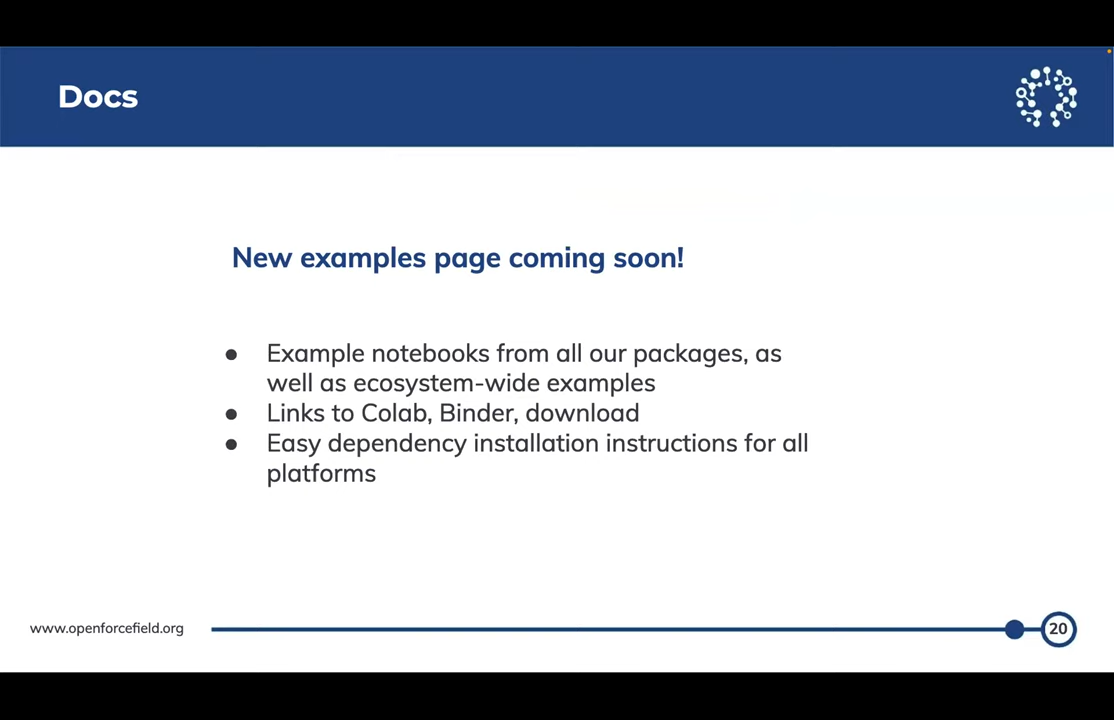 Docs
New examples page coming soon!
● Example notebooks from all our packages, as
well as ecosystem-wide examples
● Links to Colab, Binder, download
● Easy dependency installation instructions for all
platforms
www.openforcefield.org
20